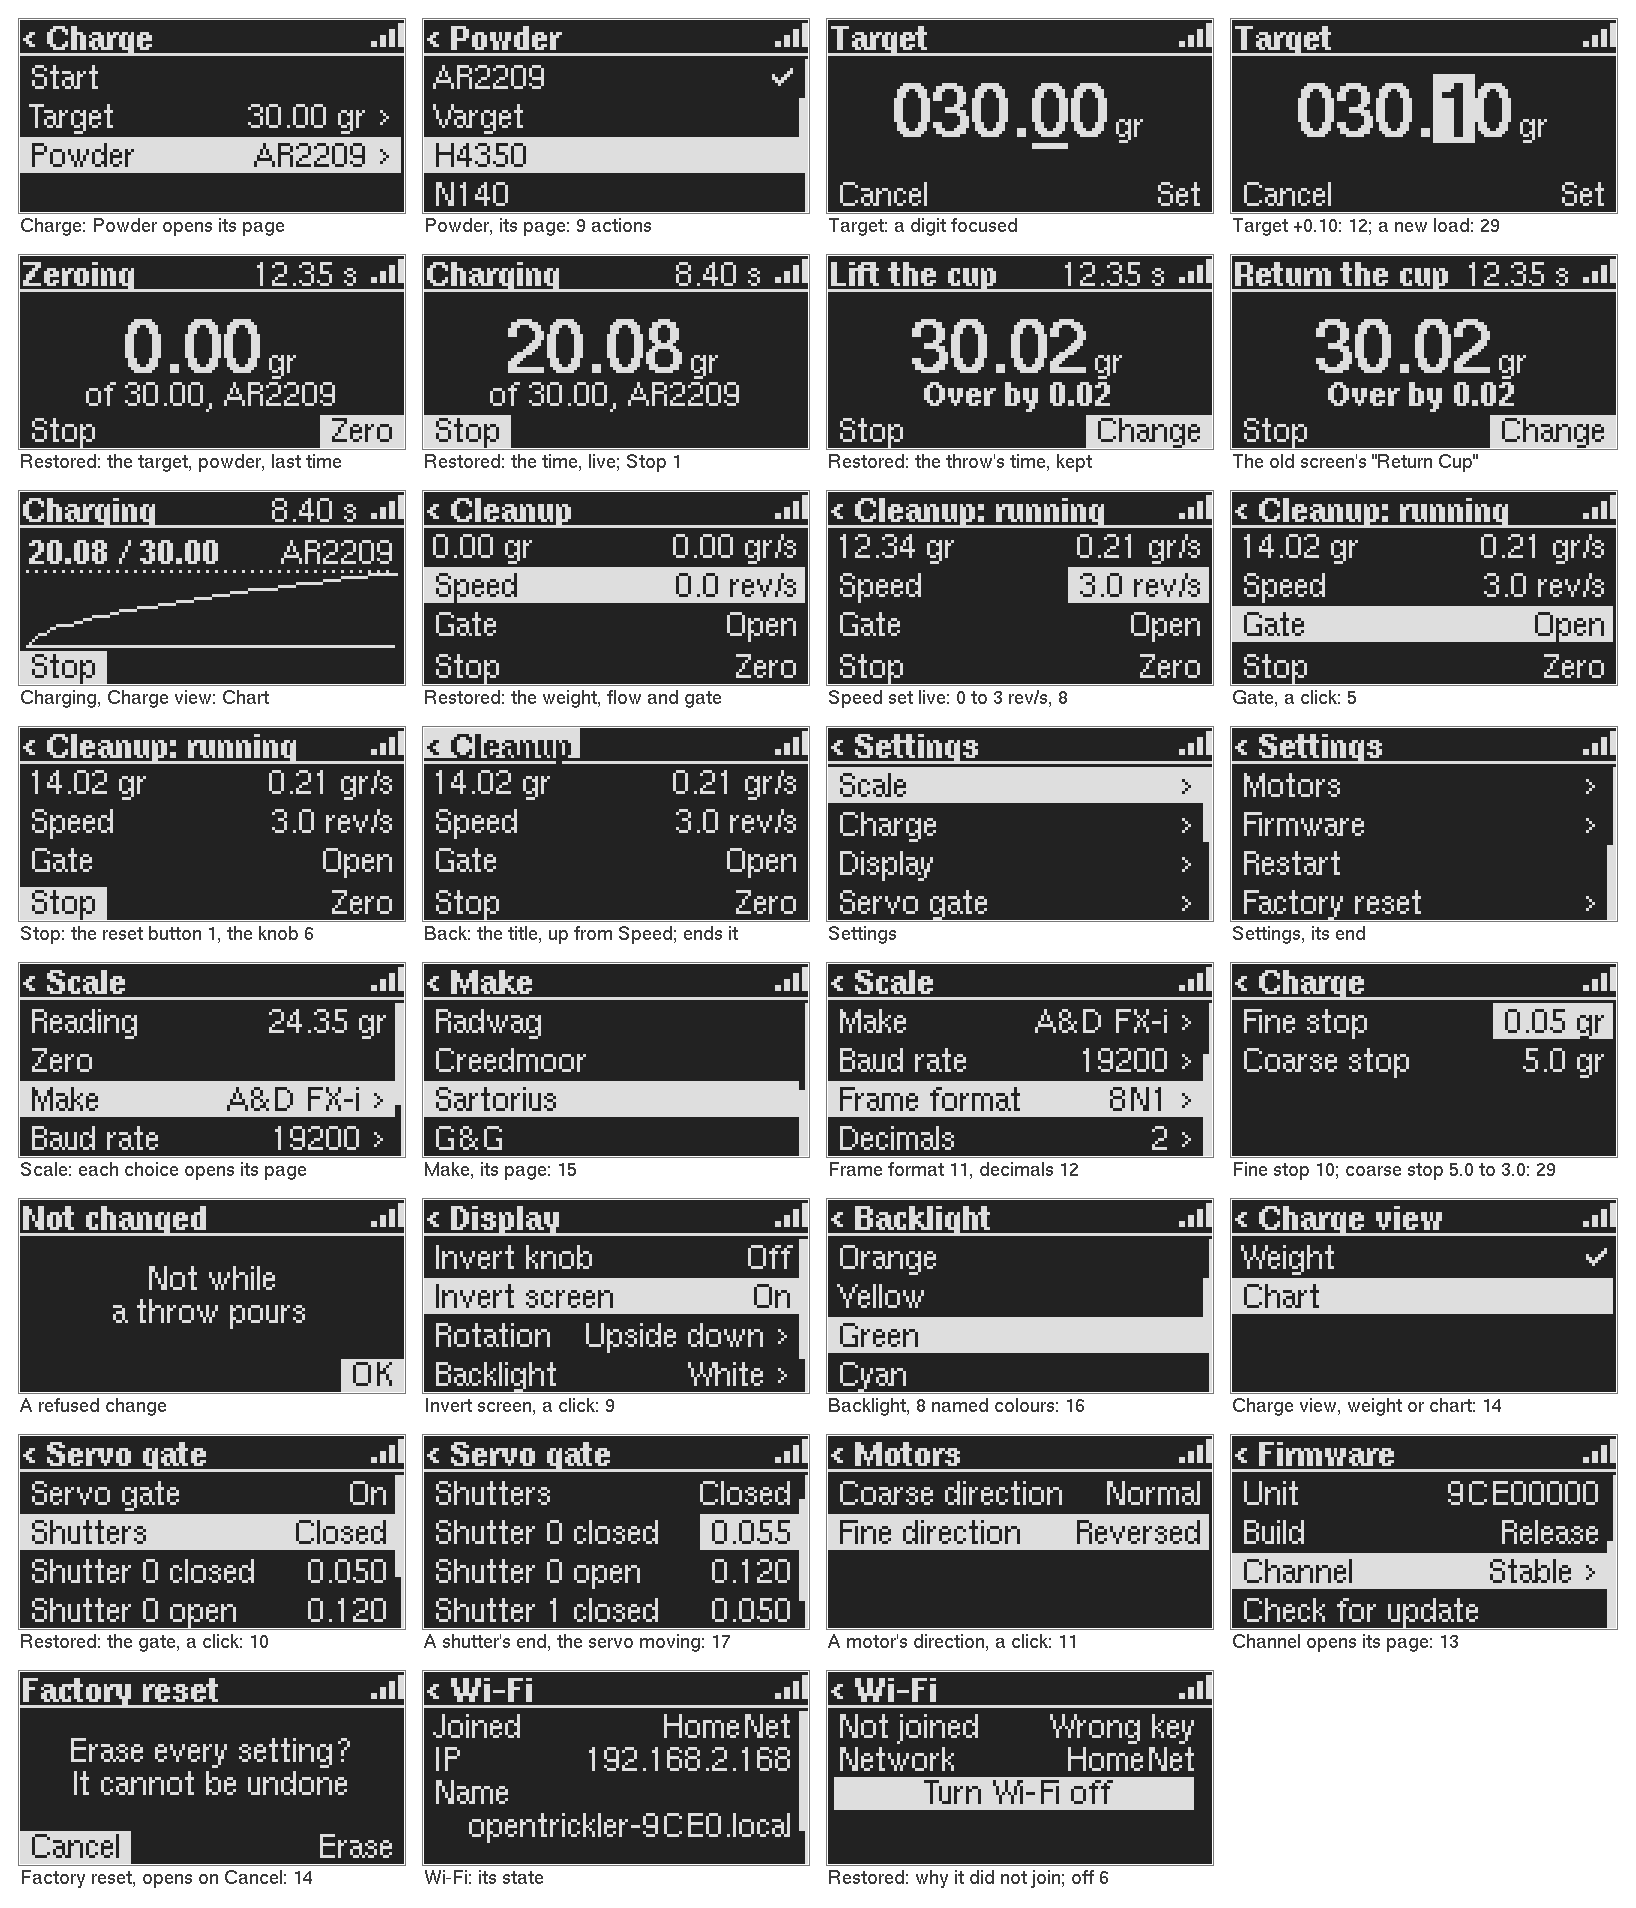 < Charge
Start
Target 30.00 gr >
Powder AR2209 >
Charge: Powder opens its page
< Powder
AR2209 ✓
Varget
H4350
N140
Powder, its page: 9 actions
Target
030.00 gr
Cancel Set
Target: a digit focused
Target
030.10 gr
Cancel Set
Target +0.10: 12; a new load: 29
Zeroing 12.35 s
0.00 gr
of 30.00, AR2209
Stop Zero
Restored: the target, powder, last time
Charging 8.40 s
20.08 gr
of 30.00, AR2209
Stop
Restored: the time, live; Stop 1
Lift the cup 12.35 s
30.02 gr
Over by 0.02
Stop Change
Restored: the throw's time, kept
Return the cup 12.35 s
30.02 gr
Over by 0.02
Stop Change
The old screen's "Return Cup"
Charging 8.40 s
20.08 / 30.00 AR2209
Stop
Charging, Charge view: Chart
< Cleanup
0.00 gr 0.00 gr/s
Speed 0.0 rev/s
Gate Open
Stop Zero
Restored: the weight, flow and gate
< Cleanup: running
12.34 gr 0.21 gr/s
Speed 3.0 rev/s
Gate Open
Stop Zero
Speed set live: 0 to 3 rev/s, 8
< Cleanup: running
14.02 gr 0.21 gr/s
Speed 3.0 rev/s
Gate Open
Stop Zero
Gate, a click: 5
< Cleanup: running
14.02 gr 0.21 gr/s
Speed 3.0 rev/s
Gate Open
Stop Zero
Stop: the reset button 1, the knob 6
< Cleanup
14.02 gr 0.21 gr/s
Speed 3.0 rev/s
Gate Open
Stop Zero
Back: the title, up from Speed; ends it
< Settings
Scale >
Charge >
Display >
Servo gate >
Settings
< Settings
Motors >
Firmware >
Restart
Factory reset >
Settings, its end
< Scale
Reading 24.35 gr
Zero
Make A&D FX-i >
Baud rate 19200 >
Scale: each choice opens its page
< Make
Radwag
Creedmoor
Sartorius
G&G
Make, its page: 15
< Scale
Make A&D FX-i >
Baud rate 19200 >
Frame format 8N1 >
Decimals 2 >
Frame format 11, decimals 12
< Charge
Fine stop 0.05 gr
Coarse stop 5.0 gr
Fine stop 10; coarse stop 5.0 to 3.0: 29
Not changed
Not while
a throw pours
OK
A refused change
< Display
Invert knob Off
Invert screen On
Rotation Upside down >
Backlight White >
Invert screen, a click: 9
< Backlight
Orange
Yellow
Green
Cyan
Backlight, 8 named colours: 16
< Charge view
Weight ✓
Chart
Charge view, weight or chart: 14
< Servo gate
Servo gate On
Shutters Closed
Shutter 0 closed 0.050
Shutter 0 open 0.120
Restored: the gate, a click: 10
< Servo gate
Shutters Closed
Shutter 0 closed 0.055
Shutter 0 open 0.120
Shutter 1 closed 0.050
A shutter's end, the servo moving: 17
< Motors
Coarse direction Normal
Fine direction Reversed
A motor's direction, a click: 11
< Firmware
Unit 9CE00000
Build Release
Channel Stable >
Check for update
Channel opens its page: 13
Factory reset
Erase every setting?
It cannot be undone
Cancel Erase
Factory reset, opens on Cancel: 14
< Wi-Fi
Joined HomeNet
IP 192.168.2.168
Name
opentrickler-9CE0.local
Wi-Fi: its state
< Wi-Fi
Not joined Wrong key
Network HomeNet
Turn Wi-Fi off
Restored: why it did not join; off 6